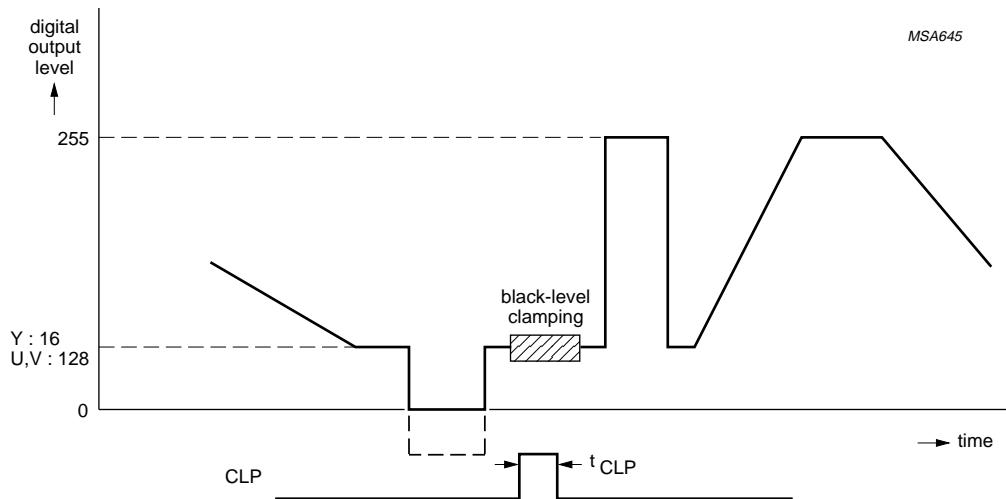 digital
output
level
MSA645
255
black-level
clamping
Y : 16
U,V : 128
0
time
CLP
t CLP